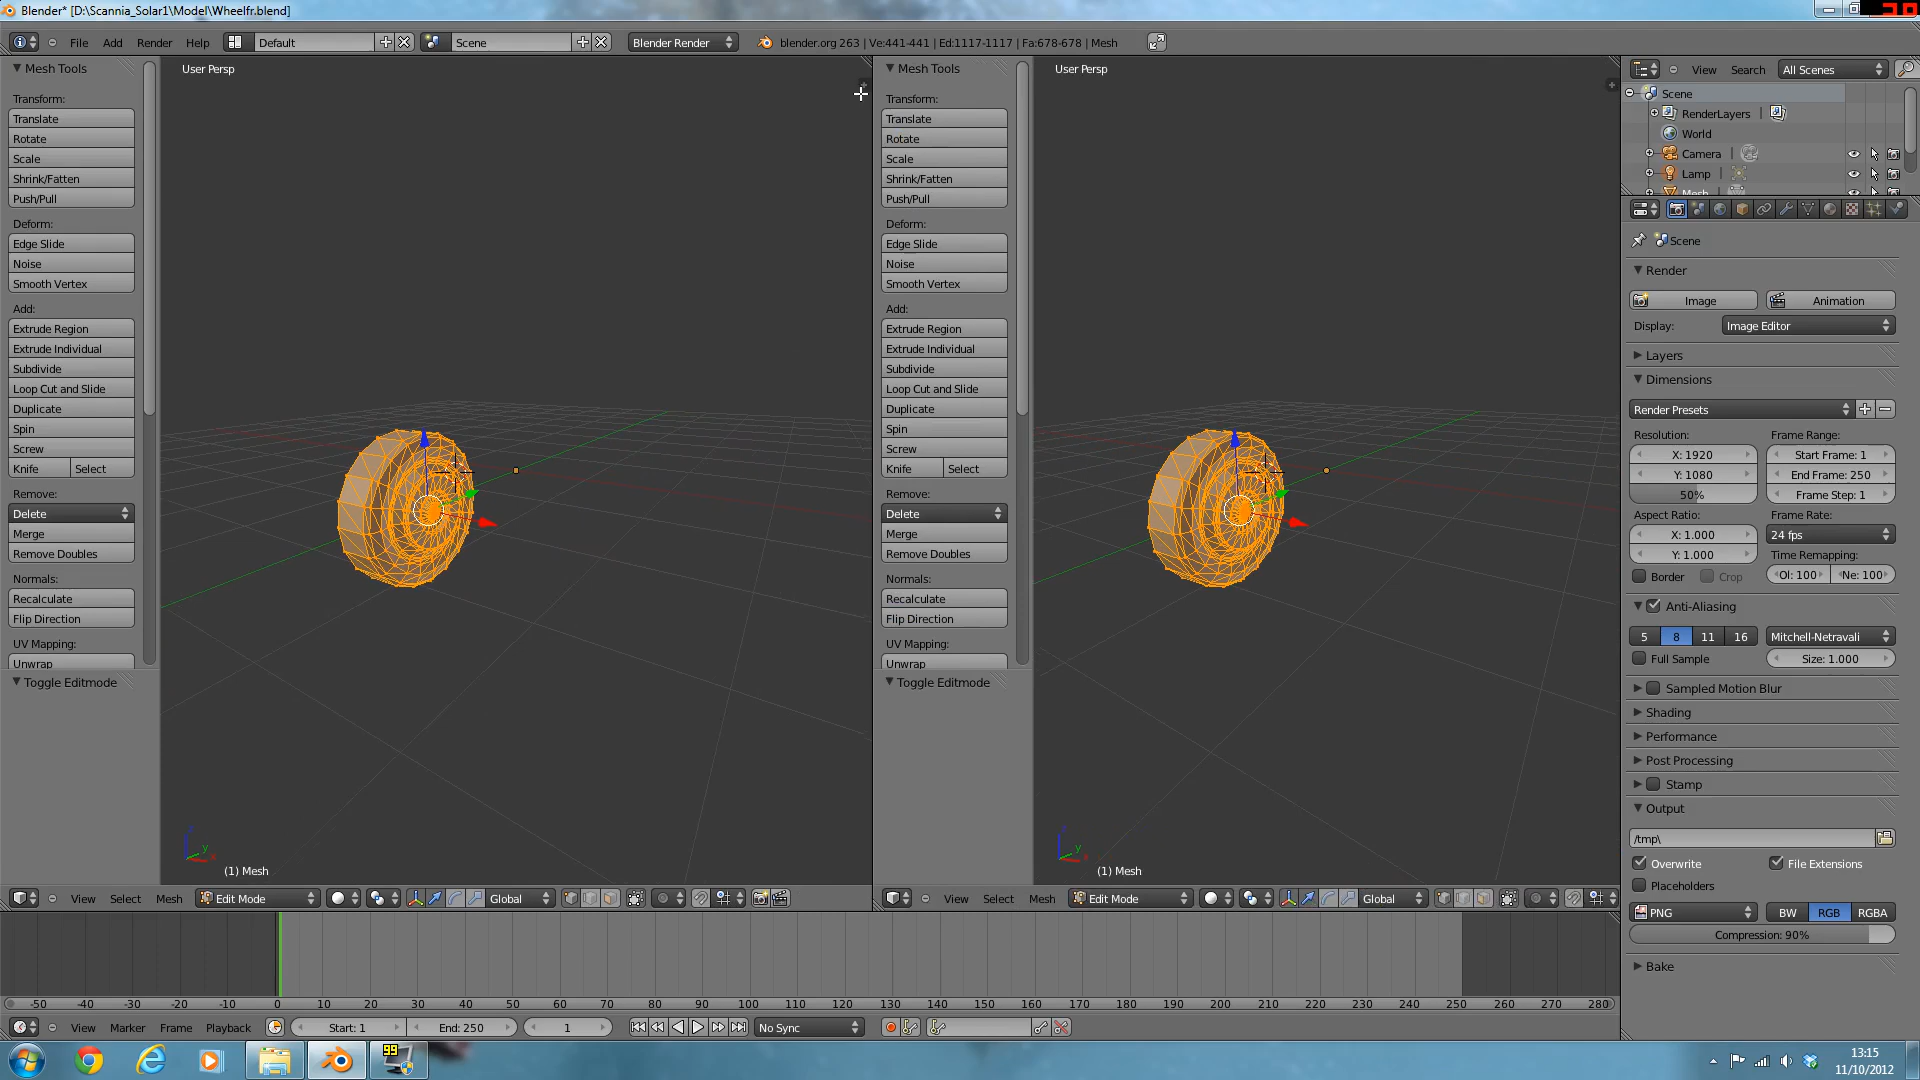 Blender* [D:\Scannia_Solar1\Model\Wheelfr.blend]
File Add Render Help Default Scene Blender Render blender.org 263 | Ve:441-441 | Ed:1117-1117 | Fa:678-678 | Mesh
Mesh Tools
Transform:
Translate
Rotate
Scale
Shrink/Fatten
Push/Pull
Deform:
Edge Slide
Noise
Smooth Vertex
Add:
Extrude Region
Extrude Individual
Subdivide
Loop Cut and Slide
Duplicate
Spin
Screw
Knife Select
Remove:
Delete
Merge
Remove Doubles
Normals:
Recalculate
Flip Direction
UV Mapping:
Unwrap
Toggle Editmode
User Persp
z
y
x
(1) Mesh
View Select Mesh Edit Mode Global
Mesh Tools
Transform:
Translate
Rotate
Scale
Shrink/Fatten
Push/Pull
Deform:
Edge Slide
Noise
Smooth Vertex
Add:
Extrude Region
Extrude Individual
Subdivide
Loop Cut and Slide
Duplicate
Spin
Screw
Knife Select
Remove:
Delete
Merge
Remove Doubles
Normals:
Recalculate
Flip Direction
UV Mapping:
Unwrap
Toggle Editmode
User Persp
z
y
x
(1) Mesh
View Select Mesh Edit Mode Global
View Search All Scenes
Scene
RenderLayers |
World
Camera |
Lamp |
Mesh
Scene
Render
Image Animation
Display: Image Editor
Layers
Dimensions
Render Presets
Resolution: Frame Range:
X: 1920 Start Frame: 1
Y: 1080 End Frame: 250
50% Frame Step: 1
Aspect Ratio: Frame Rate:
X: 1.000 24 fps
Y: 1.000 Time Remapping:
Border Crop Ol: 100 Ne: 100
Anti-Aliasing
5 8 11 16 Mitchell-Netravali
Full Sample Size: 1.000
Sampled Motion Blur
Shading
Performance
Post Processing
Stamp
Output
/tmp\
Overwrite File Extensions
Placeholders
PNG BW RGB RGBA
Compression: 90%
Bake
-50 -40 -30 -20 -10 0 10 20 30 40 50 60 70 80 90 100 110 120 130 140 150 160 170 180 190 200 210 220 230 240 250 260 270 280
View Marker Frame Playback Start: 1 End: 250 1 No Sync
99
13:15
11/10/2012